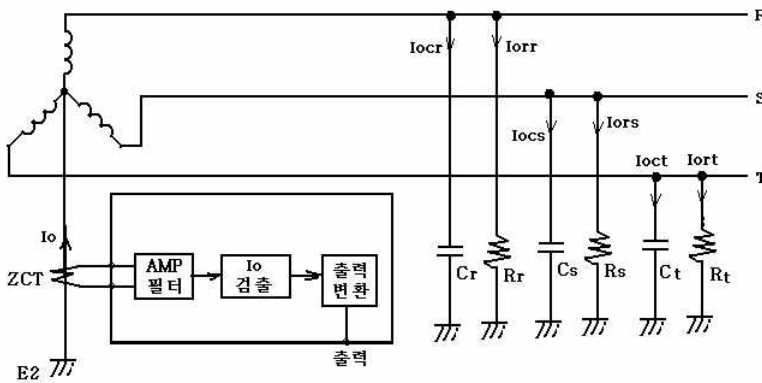 R
Iocr
Iorr
S
Iocs
Iors
Ioct
Iort
T
Io
ZCT
AMP
필터
Io
검출
출력
변환
Cr
Rr
Cs
Rs
Ct
Rt
출력
E2